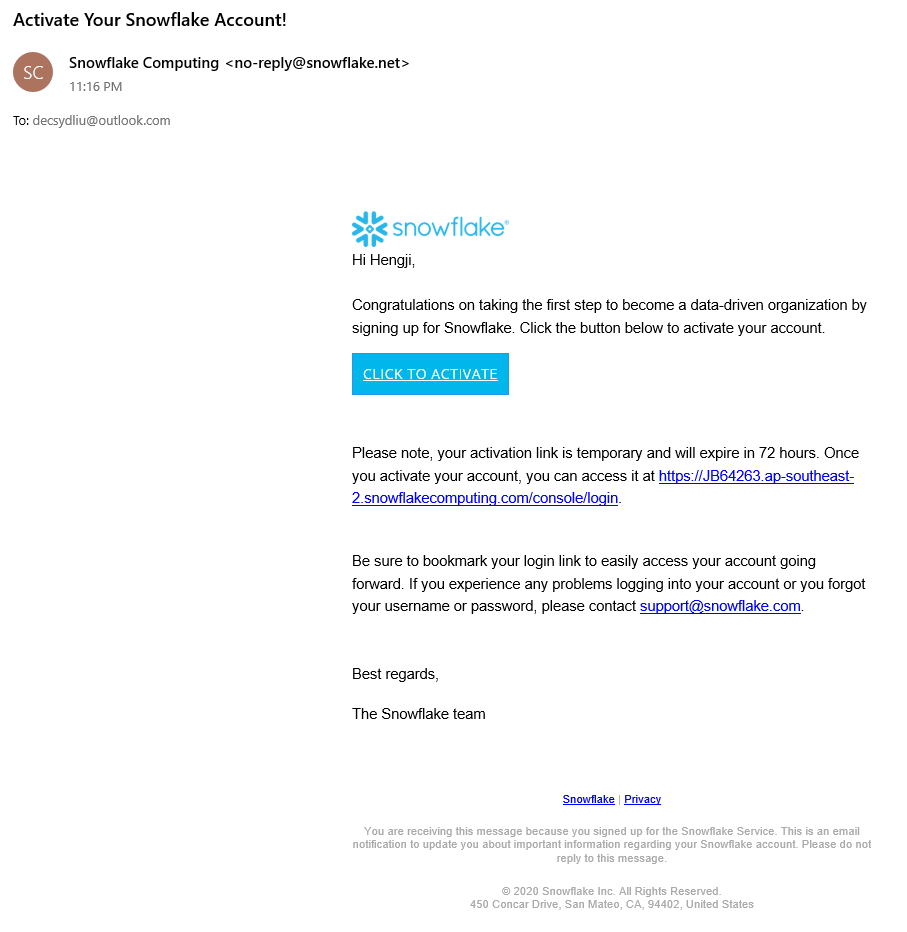 Activate Your Snowflake Account!
SC
Snowflake Computing <no-reply@snowflake.net>
11:16 PM
To: decsydliu@outlook.com
snowflake®
Hi Hengji,
Congratulations on taking the first step to become a data-driven organization by
signing up for Snowflake. Click the button below to activate your account.
CLICK TO ACTIVATE
Please note, your activation link is temporary and will expire in 72 hours. Once
you activate your account, you can access it at https://JB64263.ap-southeast-
2.snowflakecomputing.com/console/login.
Be sure to bookmark your login link to easily access your account going
forward. If you experience any problems logging into your account or you forgot
your username or password, please contact support@snowflake.com.
Best regards,
The Snowflake team
Snowflake | Privacy
You are receiving this message because you signed up for the Snowflake Service. This is an email
notification to update you about important information regarding your Snowflake account. Please do not
reply to this message.
© 2020 Snowflake Inc. All Rights Reserved.
450 Concar Drive, San Mateo, CA, 94402, United States